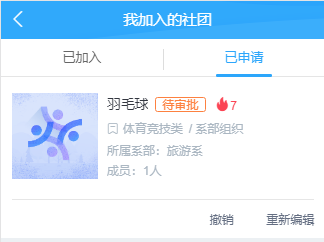 我加入的社团
已加入 已申请
羽毛球 待审批 7
体育竞技类 / 系部组织
所属系部：旅游系
成员：1人
撤销 重新编辑